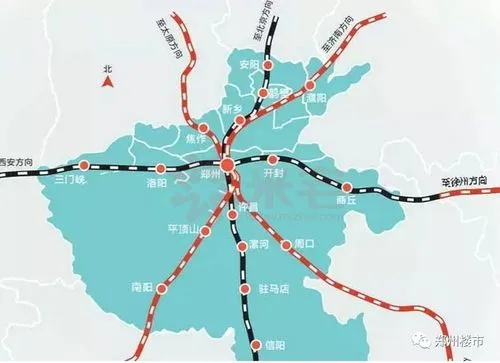 至太原方向
至北京方向
至济南方向
北
安阳
鹤壁
濮阳
新乡
焦作
西安方向
三门峡
洛阳
郑州
开封
商丘
至徐州方向
许昌
平顶山
漯河
周口
南阳
驻马店
信阳
郑州楼市